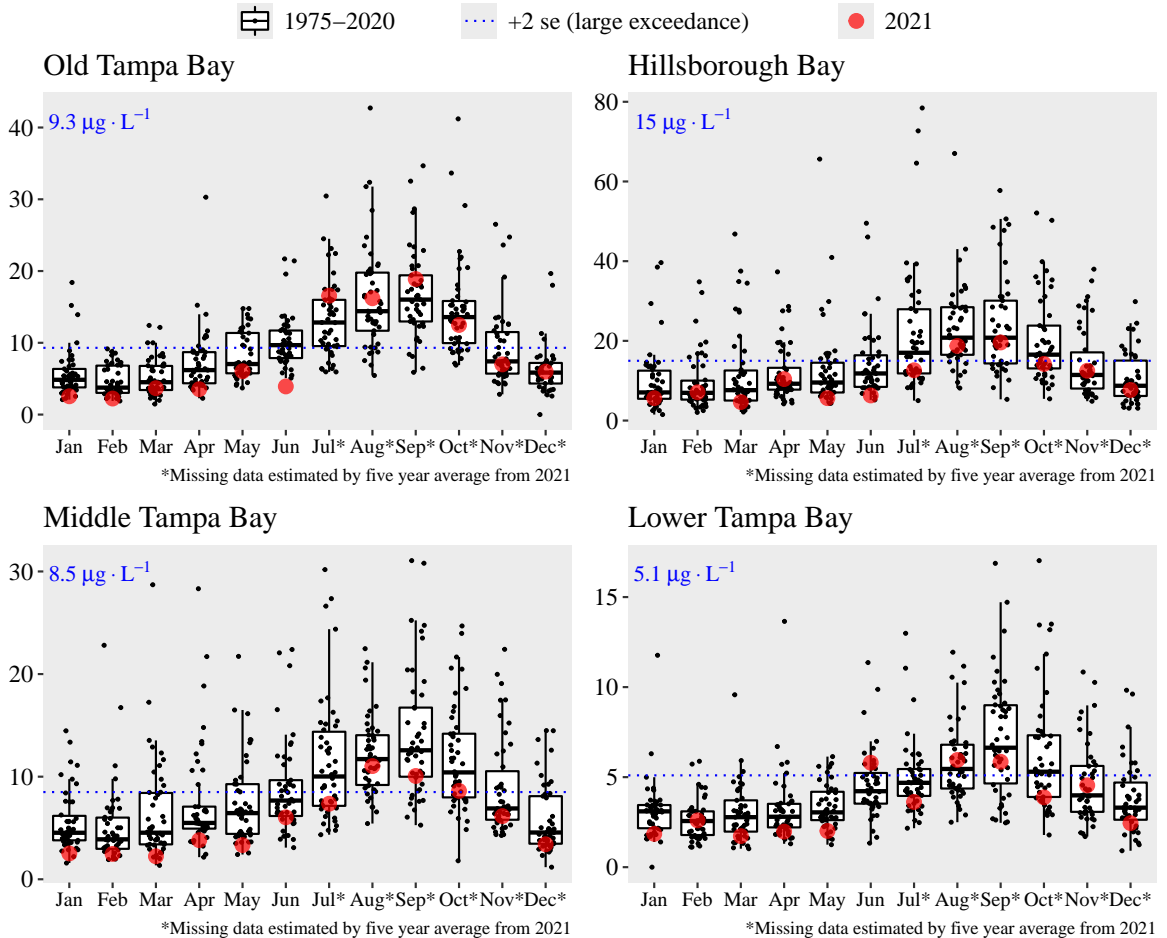 1975−2020 +2 se (large exceedance) 2021
Old Tampa Bay
9.3 μg · L⁻¹
40
30
20
10
0
Jan Feb Mar Apr May Jun Jul* Aug* Sep* Oct* Nov* Dec*
*Missing data estimated by five year average from 2021
Hillsborough Bay
15 μg · L⁻¹
80
60
40
20
0
Jan Feb Mar Apr May Jun Jul* Aug* Sep* Oct* Nov* Dec*
*Missing data estimated by five year average from 2021
Middle Tampa Bay
8.5 μg · L⁻¹
30
20
10
0
Jan Feb Mar Apr May Jun Jul* Aug* Sep* Oct* Nov* Dec*
*Missing data estimated by five year average from 2021
Lower Tampa Bay
5.1 μg · L⁻¹
15
10
5
0
Jan Feb Mar Apr May Jun Jul* Aug* Sep* Oct* Nov* Dec*
*Missing data estimated by five year average from 2021